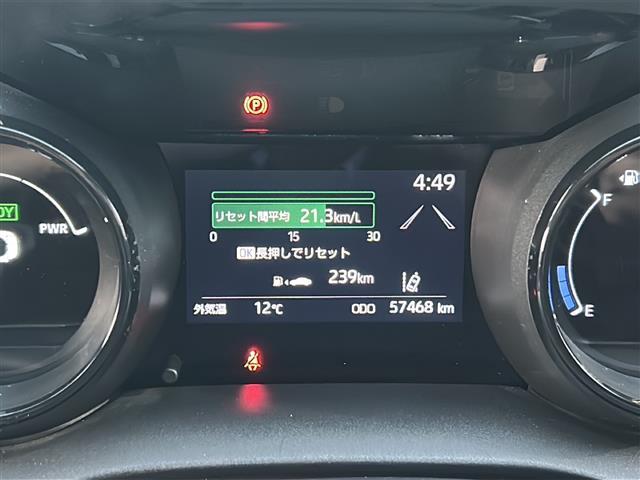 P
4:49
リセット間平均 21.3km/L
0 15 30
OK長押しでリセット
239km
外気温 12℃ ODO 57468 km
DY
PWR
F
E